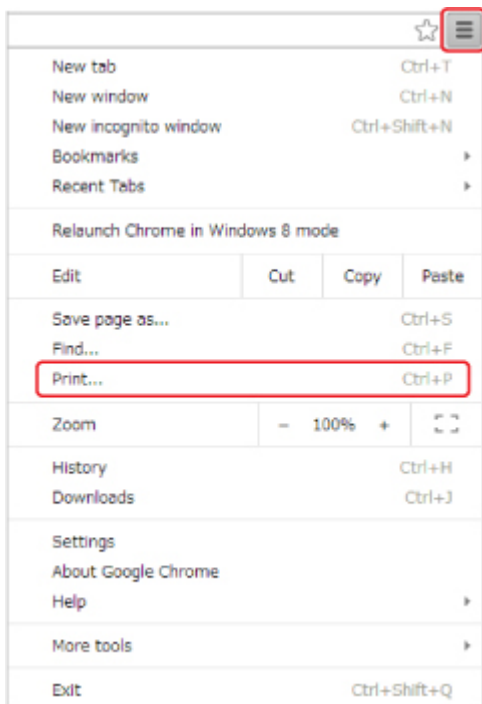 New tab Ctrl+T
New window Ctrl+N
New incognito window Ctrl+Shift+N
Bookmarks
Recent Tabs
Relaunch Chrome in Windows 8 mode
Edit Cut Copy Paste
Save page as... Ctrl+S
Find... Ctrl+F
Print... Ctrl+P
Zoom − 100% +
History Ctrl+H
Downloads Ctrl+J
Settings
About Google Chrome
Help
More tools
Exit Ctrl+Shift+Q